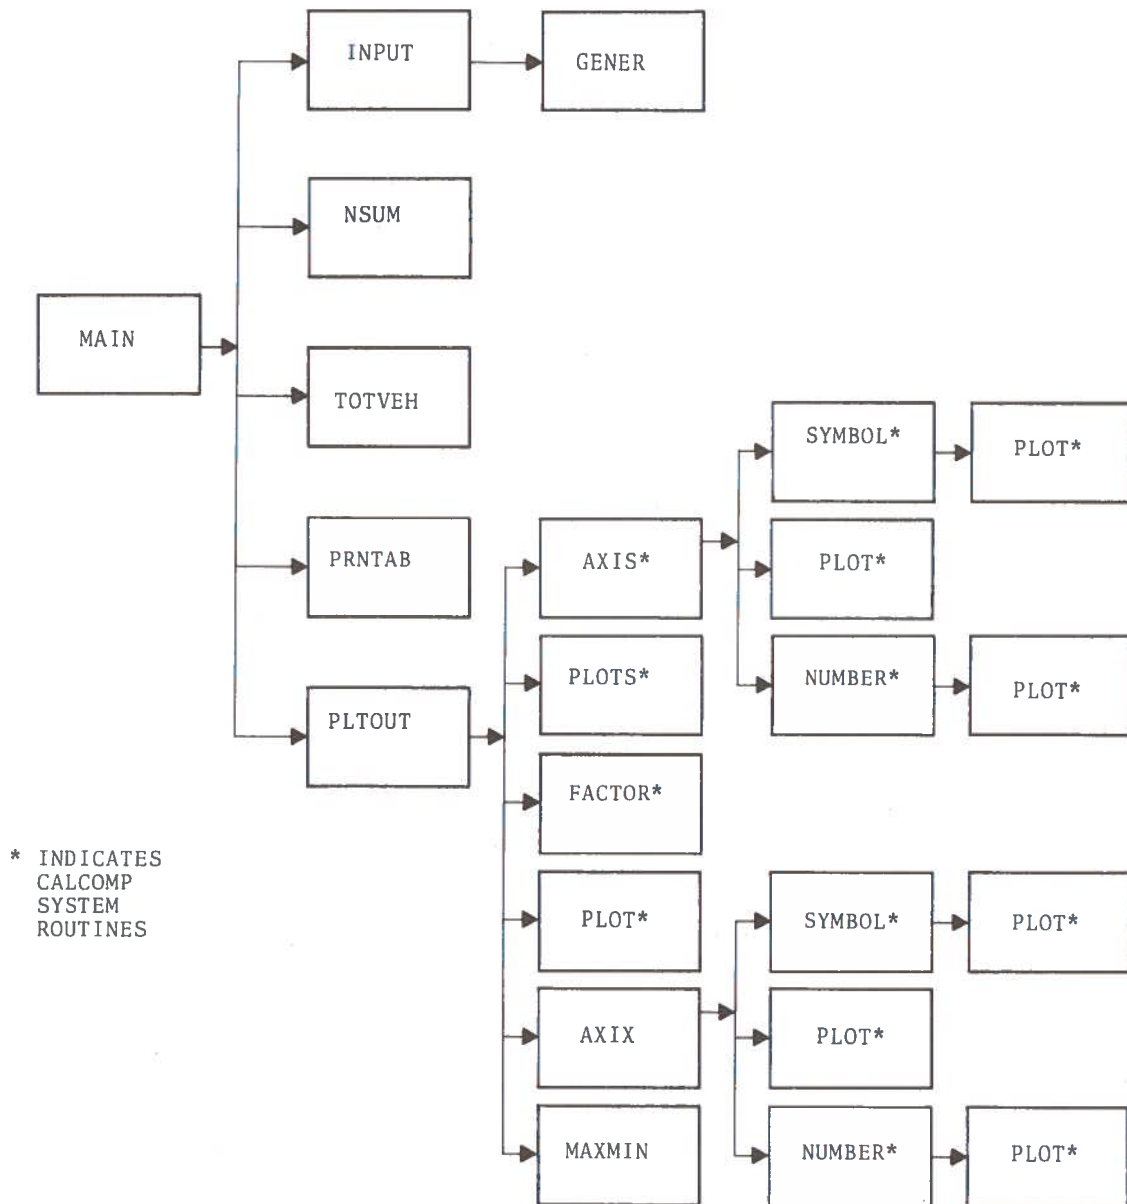 INPUT
GENER
NSUM
MAIN
TOTVEH
SYMBOL*
PLOT*
PRNTAB
AXIS*
PLOT*
PLOTS*
NUMBER*
PLOT*
PLTOUT
FACTOR*
* INDICATES
CALCOMP
SYSTEM
ROUTINES
PLOT*
SYMBOL*
PLOT*
AXIX
PLOT*
MAXMIN
NUMBER*
PLOT*